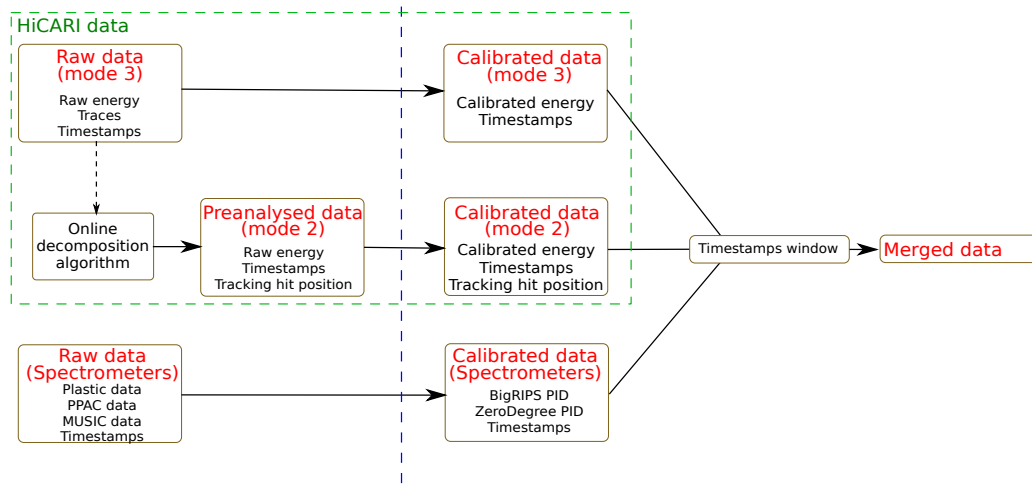 HiCARI data
Raw data
(mode 3)
Raw energy
Traces
Timestamps
Calibrated data
(mode 3)
Calibrated energy
Timestamps
Online
decomposition
algorithm
Preanalysed data
(mode 2)
Raw energy
Timestamps
Tracking hit position
Calibrated data
(mode 2)
Calibrated energy
Timestamps
Tracking hit position
Timestamps window
Merged data
Raw data
(Spectrometers)
Plastic data
PPAC data
MUSIC data
Timestamps
Calibrated data
(Spectrometers)
BigRIPS PID
ZeroDegree PID
Timestamps